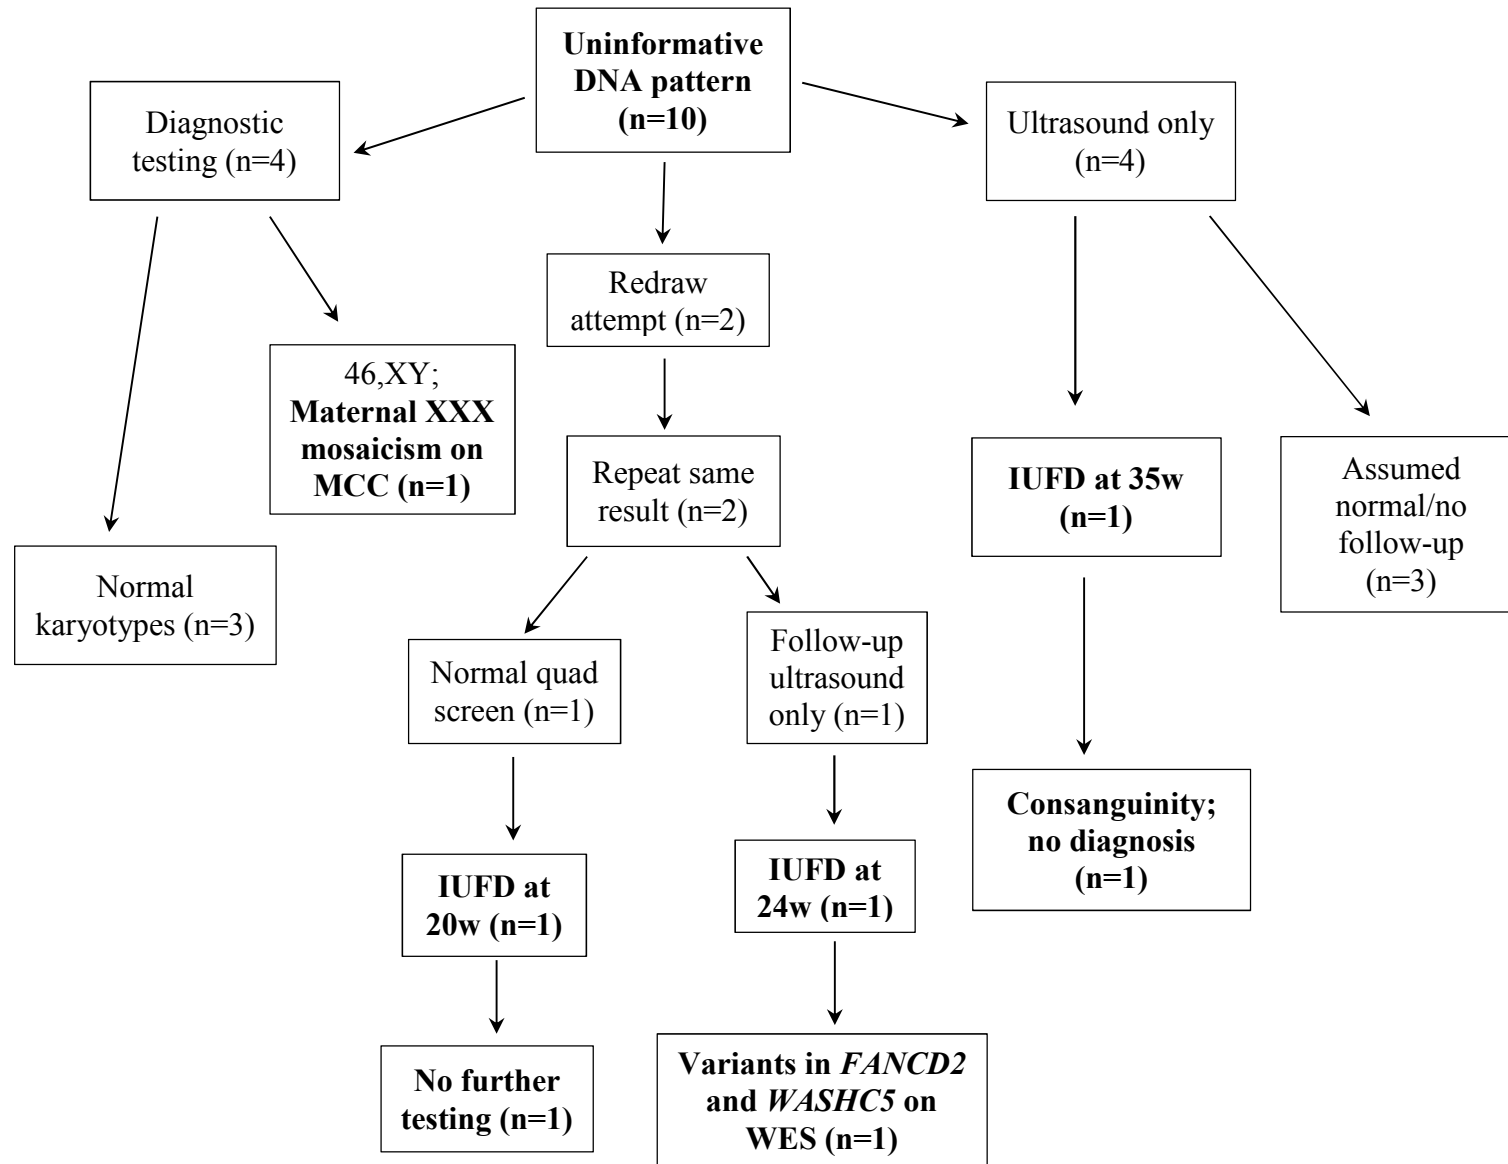 Uninformative
DNA pattern
(n=10)
Diagnostic
testing (n=4)
Ultrasound only
(n=4)
Redraw
attempt (n=2)
46,XY;
Maternal XXX
mosaicism on
MCC (n=1)
Repeat same
result (n=2)
IUFD at 35w
(n=1)
Assumed
normal/no
follow-up
(n=3)
Normal
karyotypes (n=3)
Normal quad
screen (n=1)
Follow-up
ultrasound
only (n=1)
Consanguinity;
no diagnosis
(n=1)
IUFD at
20w (n=1)
IUFD at
24w (n=1)
No further
testing (n=1)
Variants in FANCD2
and WASHC5 on
WES (n=1)